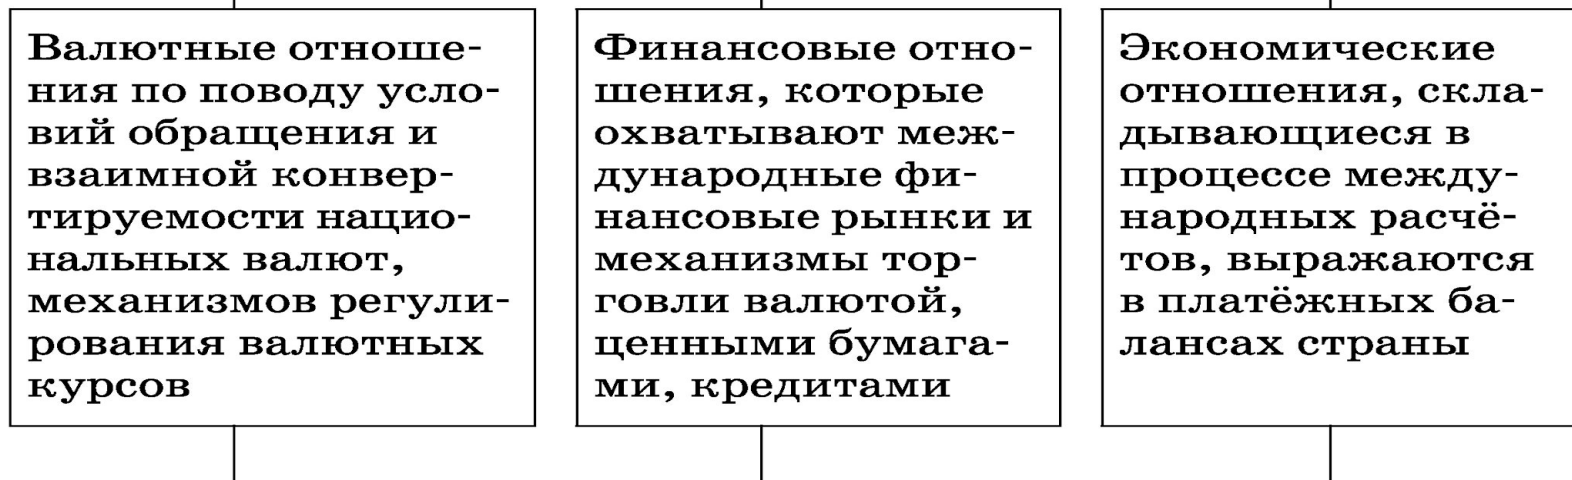 Валютные отноше-
ния по поводу усло-
вий обращения и
взаимной конвер-
тируемости нацио-
нальных валют,
механизмов регули-
рования валютных
курсов
Финансовые отно-
шения, которые
охватывают меж-
дународные фи-
нансовые рынки и
механизмы тор-
говли валютой,
ценными бумага-
ми, кредитами
Экономические
отношения, скла-
дывающиеся в
процессе между-
народных расчё-
тов, выражаются
в платёжных ба-
лансах страны